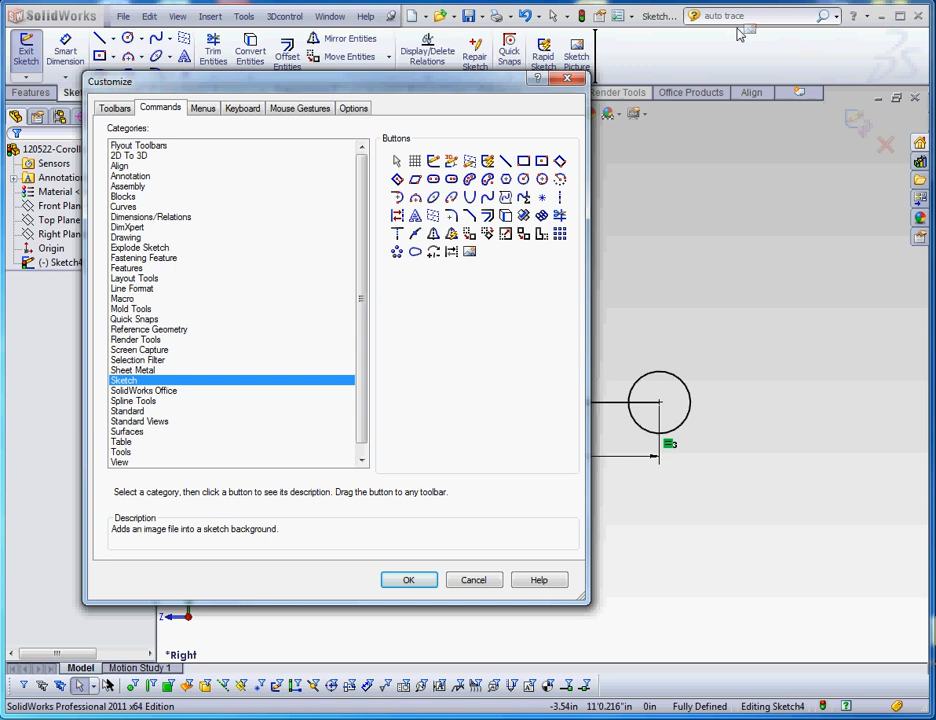 SolidWorks File Edit View Insert Tools 3Dcontrol Window Help Sketch... auto trace
Exit Sketch Smart Dimension Trim Entities Convert Entities Offset Entities Mirror Entities Move Entities Display/Delete Relations Repair Sketch Rapid Sketch Quick Snaps Sketch Picture
Features Sket Render Tools Office Products Align
Customize
Toolbars Commands Menus Keyboard Mouse Gestures Options
Categories:
Buttons
Flyout Toolbars
2D To 3D
Align
Annotation
Assembly
Blocks
Curves
Dimensions/Relations
DimXpert
Drawing
Explode Sketch
Fastening Feature
Features
Layout Tools
Line Format
Macro
Mold Tools
Quick Snaps
Reference Geometry
Render Tools
Screen Capture
Selection Filter
Sheet Metal
Sketch
SolidWorks Office
Spline Tools
Standard
Standard Views
Surfaces
Table
Tools
View
120522-Coroll
Sensors
Annotation
Material <
Front Plan
Top Plane
Right Plan
Origin
(-) Sketch4
3
Select a category, then click a button to see its description. Drag the button to any toolbar.
Description
Adds an image file into a sketch background.
OK Cancel Help
Z
*Right
Model Motion Study 1
SolidWorks Professional 2011 x64 Edition -3.54in 11'0.216" 0in Fully Defined Editing Sketch4